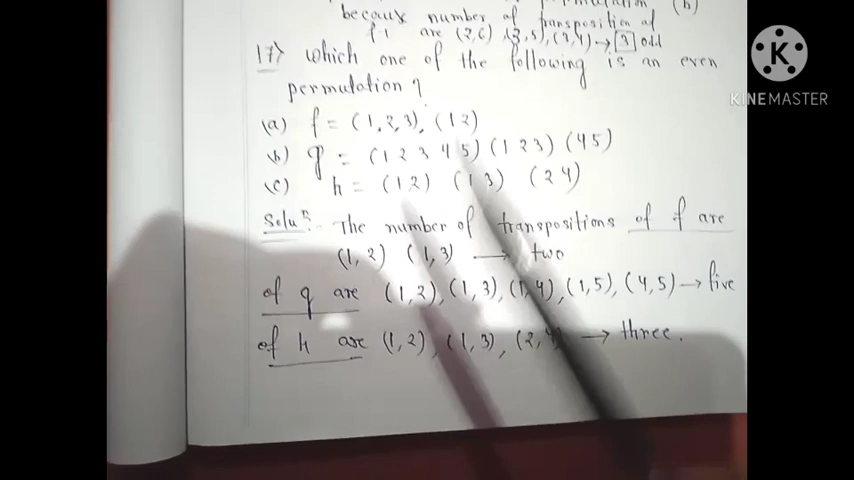 because number of transposition of
f-1 are (2,6), (2,5), (3,4) → 3 odd
17) which one of the following is an even
permutation ?
(a) f = (1,2,3), (12)
(b) g = (1 2 3 4 5) (1 2 3) (45)
(c) h = (1,2) (1 3) (2 4)
Soluⁿ:- The number of transpositions of f are
(1, 2) (1,3) → two
of g are (1,2), (1,3), (1,4), (1,5), (4,5) → five
of h are (1,2), (1,3), (2,4) → three.
K
KINEMASTER